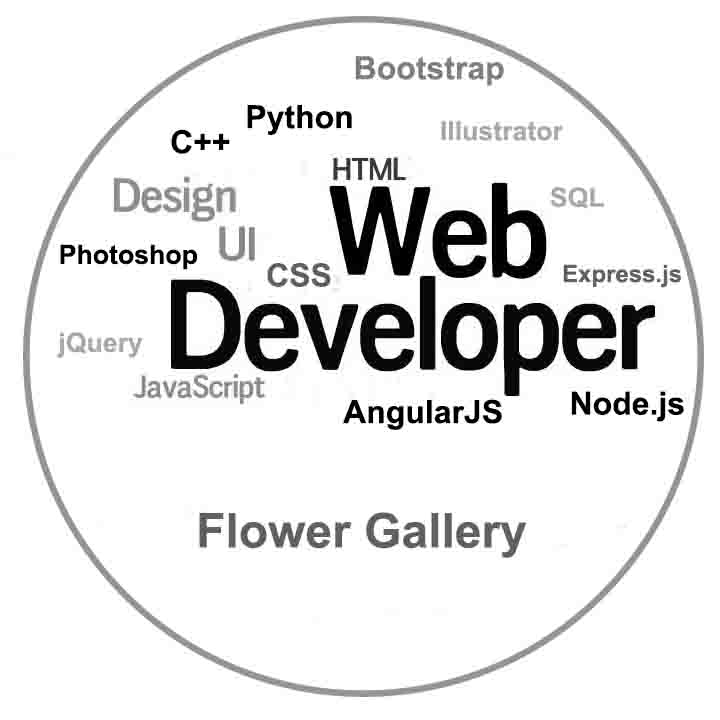 Bootstrap
Python
Illustrator
C++
HTML
Design
SQL
Web
UI
Photoshop
CSS
Express.js
Developer
jQuery
JavaScript
AngularJS
Node.js
Flower Gallery